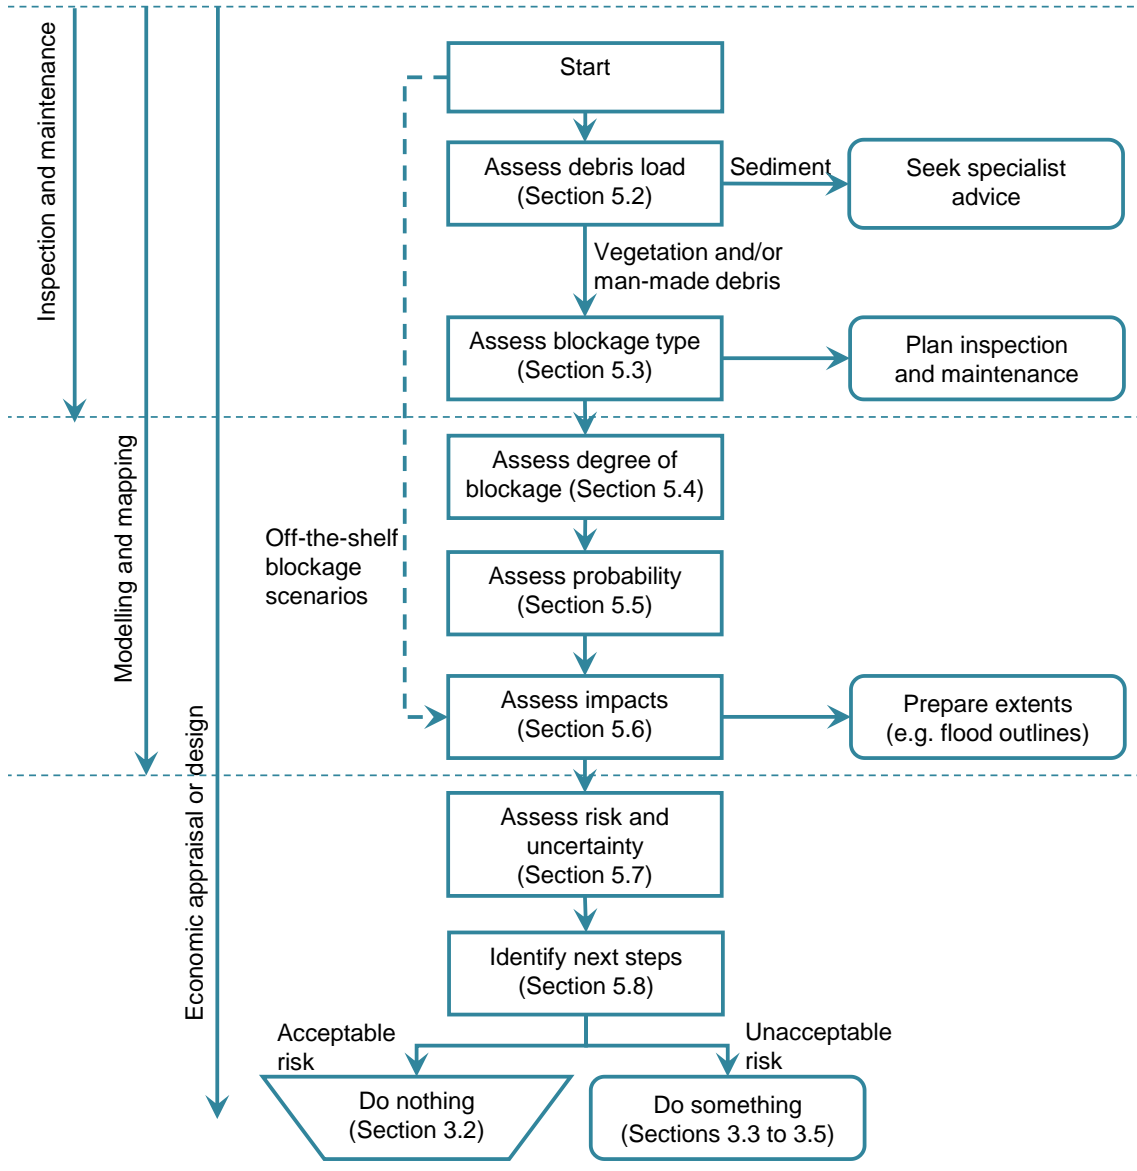 Inspection and maintenance
Modelling and mapping
Economic appraisal or design
Start
Assess debris load
(Section 5.2)
Sediment
Seek specialist
advice
Vegetation and/or
man-made debris
Assess blockage type
(Section 5.3)
Plan inspection
and maintenance
Assess degree of
blockage (Section 5.4)
Off-the-shelf
blockage
scenarios
Assess probability
(Section 5.5)
Assess impacts
(Section 5.6)
Prepare extents
(e.g. flood outlines)
Assess risk and
uncertainty
(Section 5.7)
Identify next steps
(Section 5.8)
Acceptable
risk
Unacceptable
risk
Do nothing
(Section 3.2)
Do something
(Sections 3.3 to 3.5)